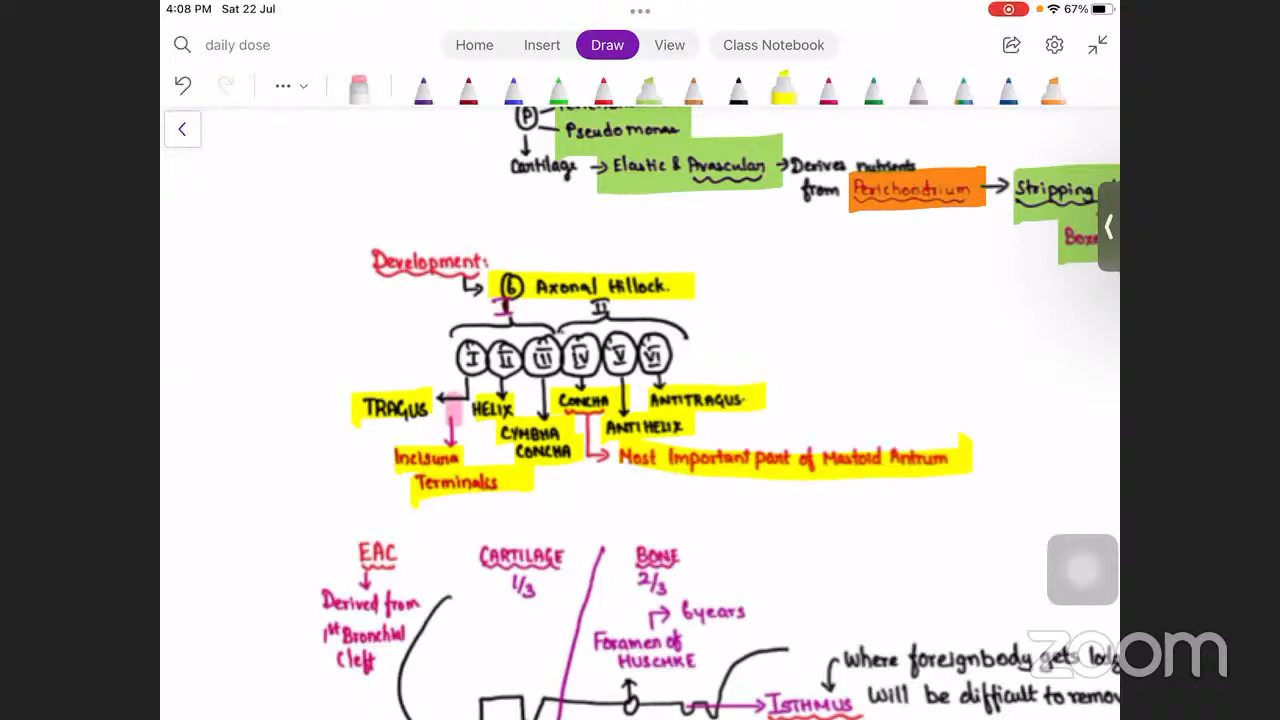 4:08 PM Sat 22 Jul
67%
daily dose
Home Insert Draw View Class Notebook
P
Pseudomonas
Cartilage → Elastic & Avascular → Derives nutrients
from Perichondrium → Stripping
Development:
6 Axonal Hillock.
I II
I II III IV V VI
TRAGUS HELIX CONCHA ANTITRAGUS
CYMBHA CONCHA ANTIHELIX
Incisura Terminalis
Most Important part of Mastoid Antrum
EAC
CARTILAGE
1/3
BONE
2/3
Derived from
1st Bronchial
Cleft
6 years
Foramen of
HUSCHKE
Where foreignbody gets
ISTHMUS will be difficult to
zoom